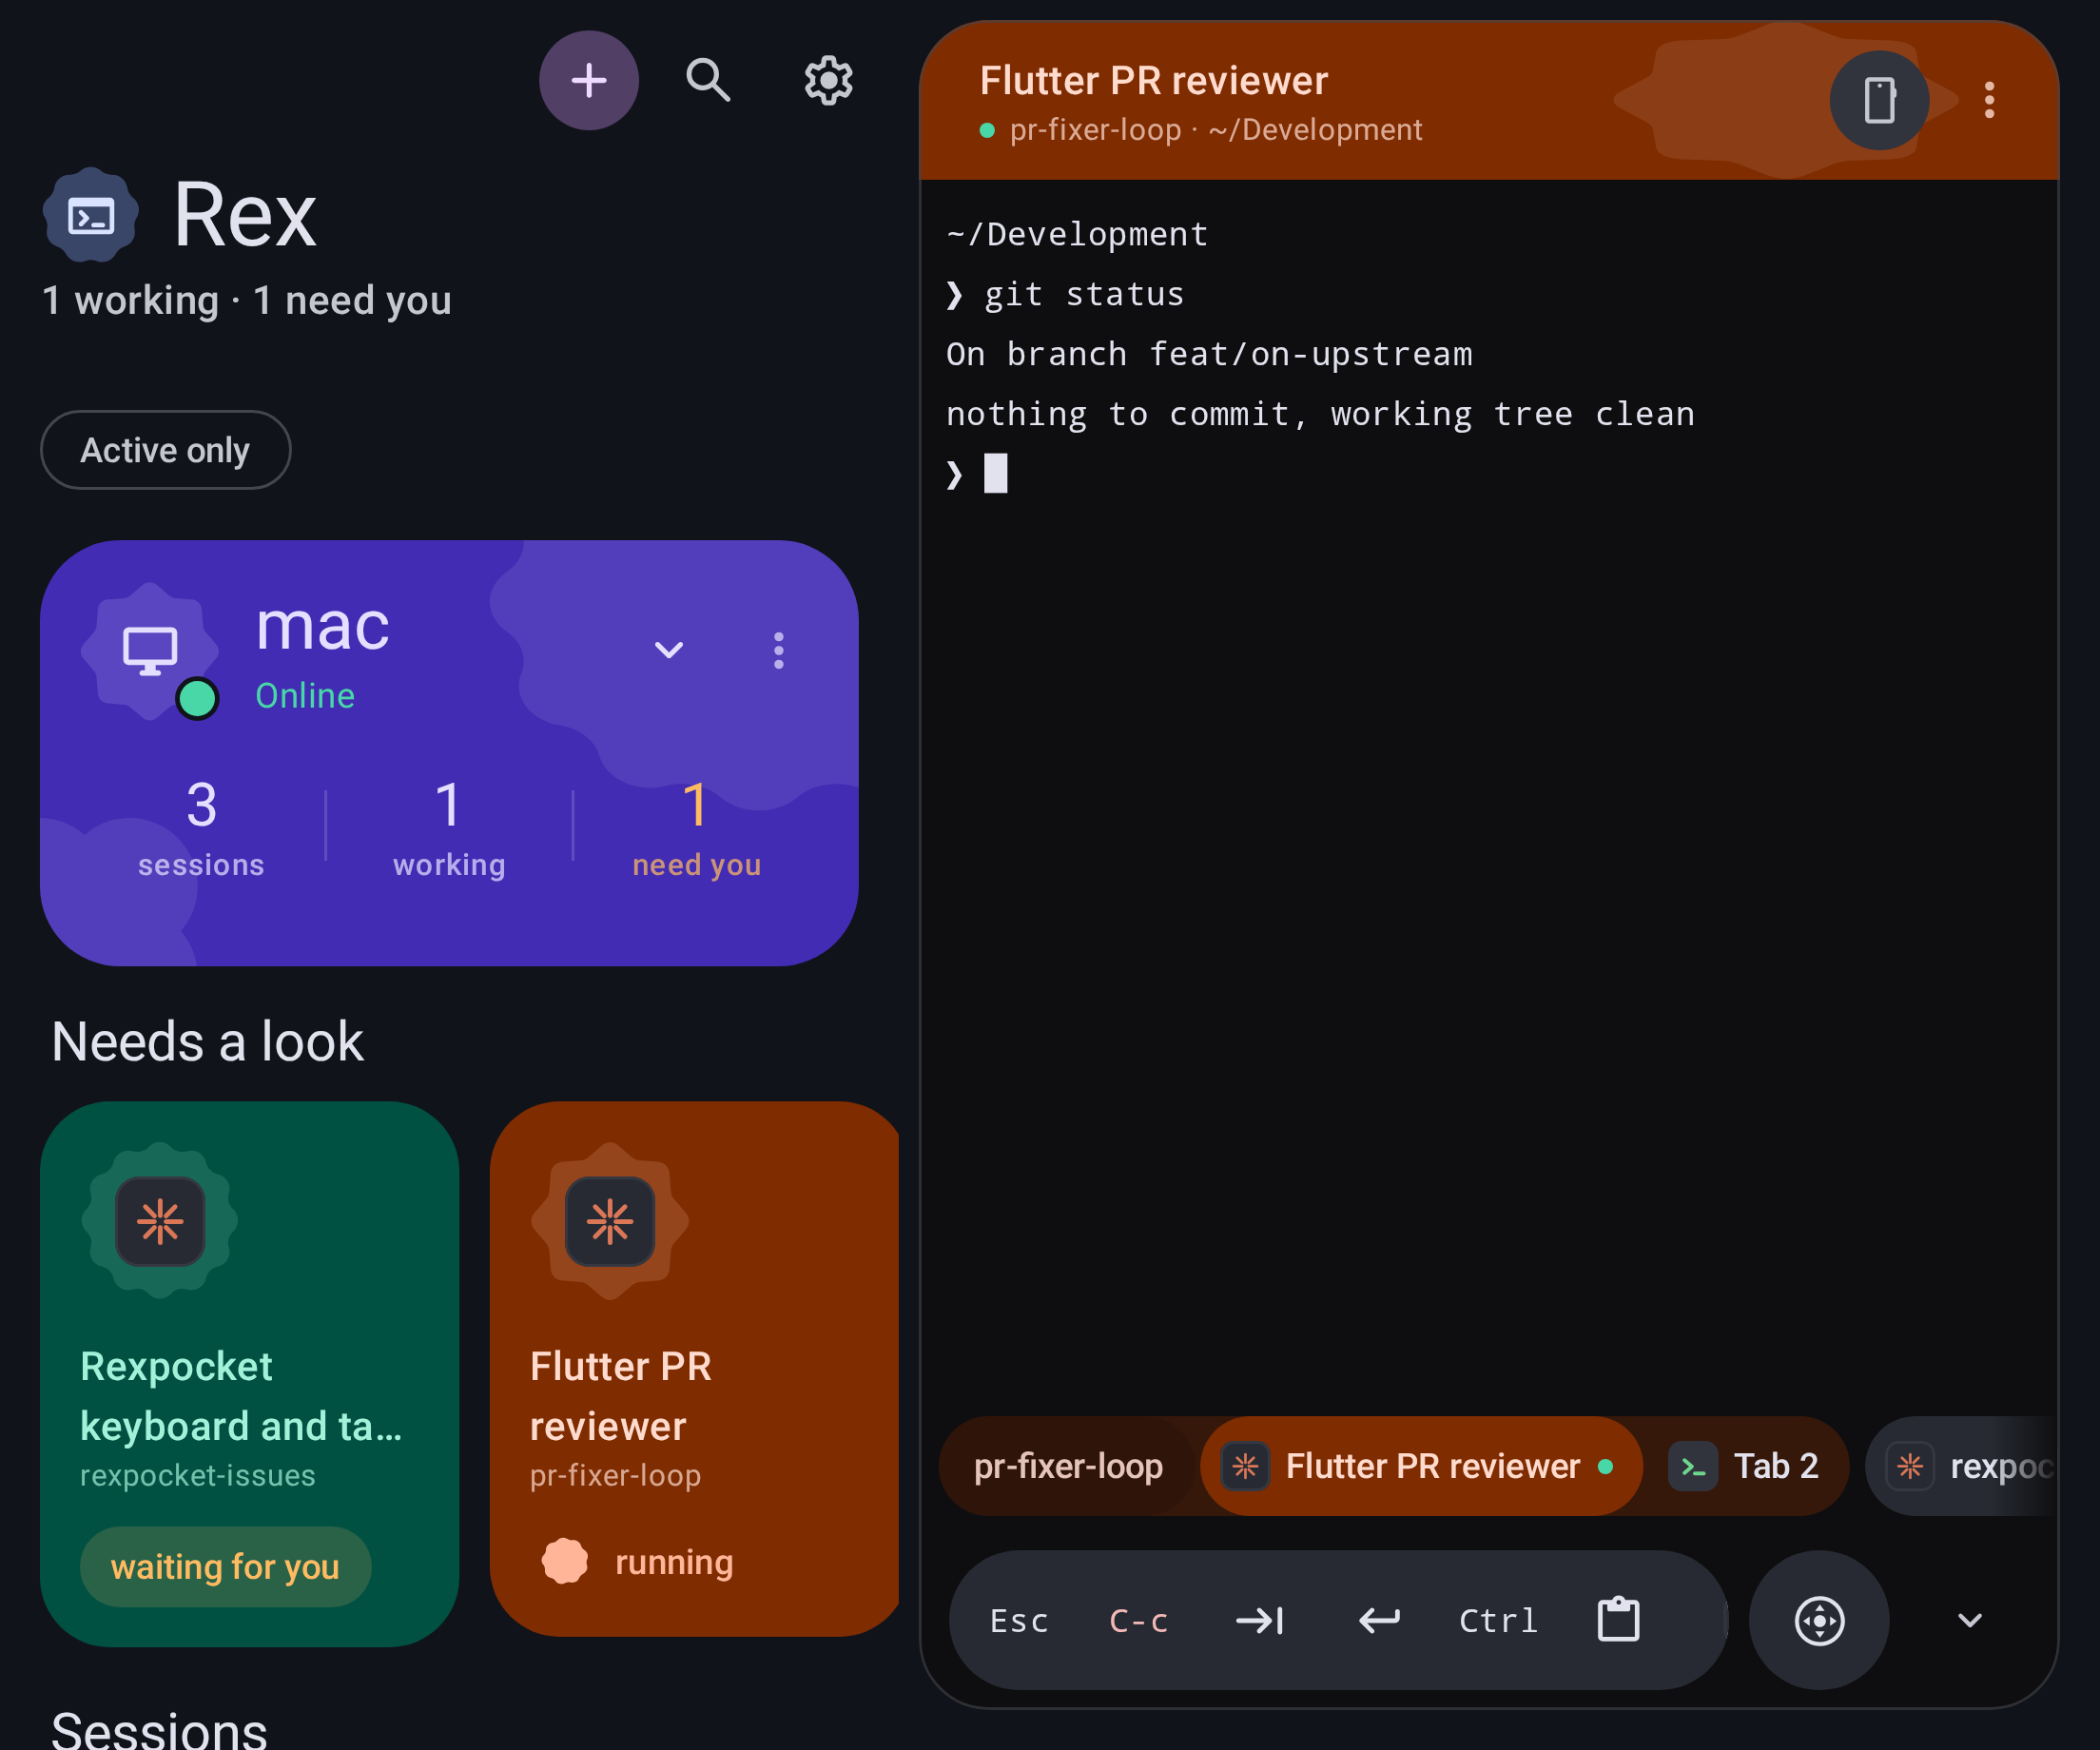 Rex
1 working · 1 need you
Active only
mac
Online
3
sessions
1
working
1
need you
Needs a look
Rexpocket
keyboard and ta…
rexpocket-issues
waiting for you
Flutter PR
reviewer
pr-fixer-loop
running
Sessions
Flutter PR reviewer
pr-fixer-loop · ~/Development
~/Development
❯ git status
On branch feat/on-upstream
nothing to commit, working tree clean
❯
pr-fixer-loop
Flutter PR reviewer
Tab 2
rexpoc
Esc
C-c
Ctrl